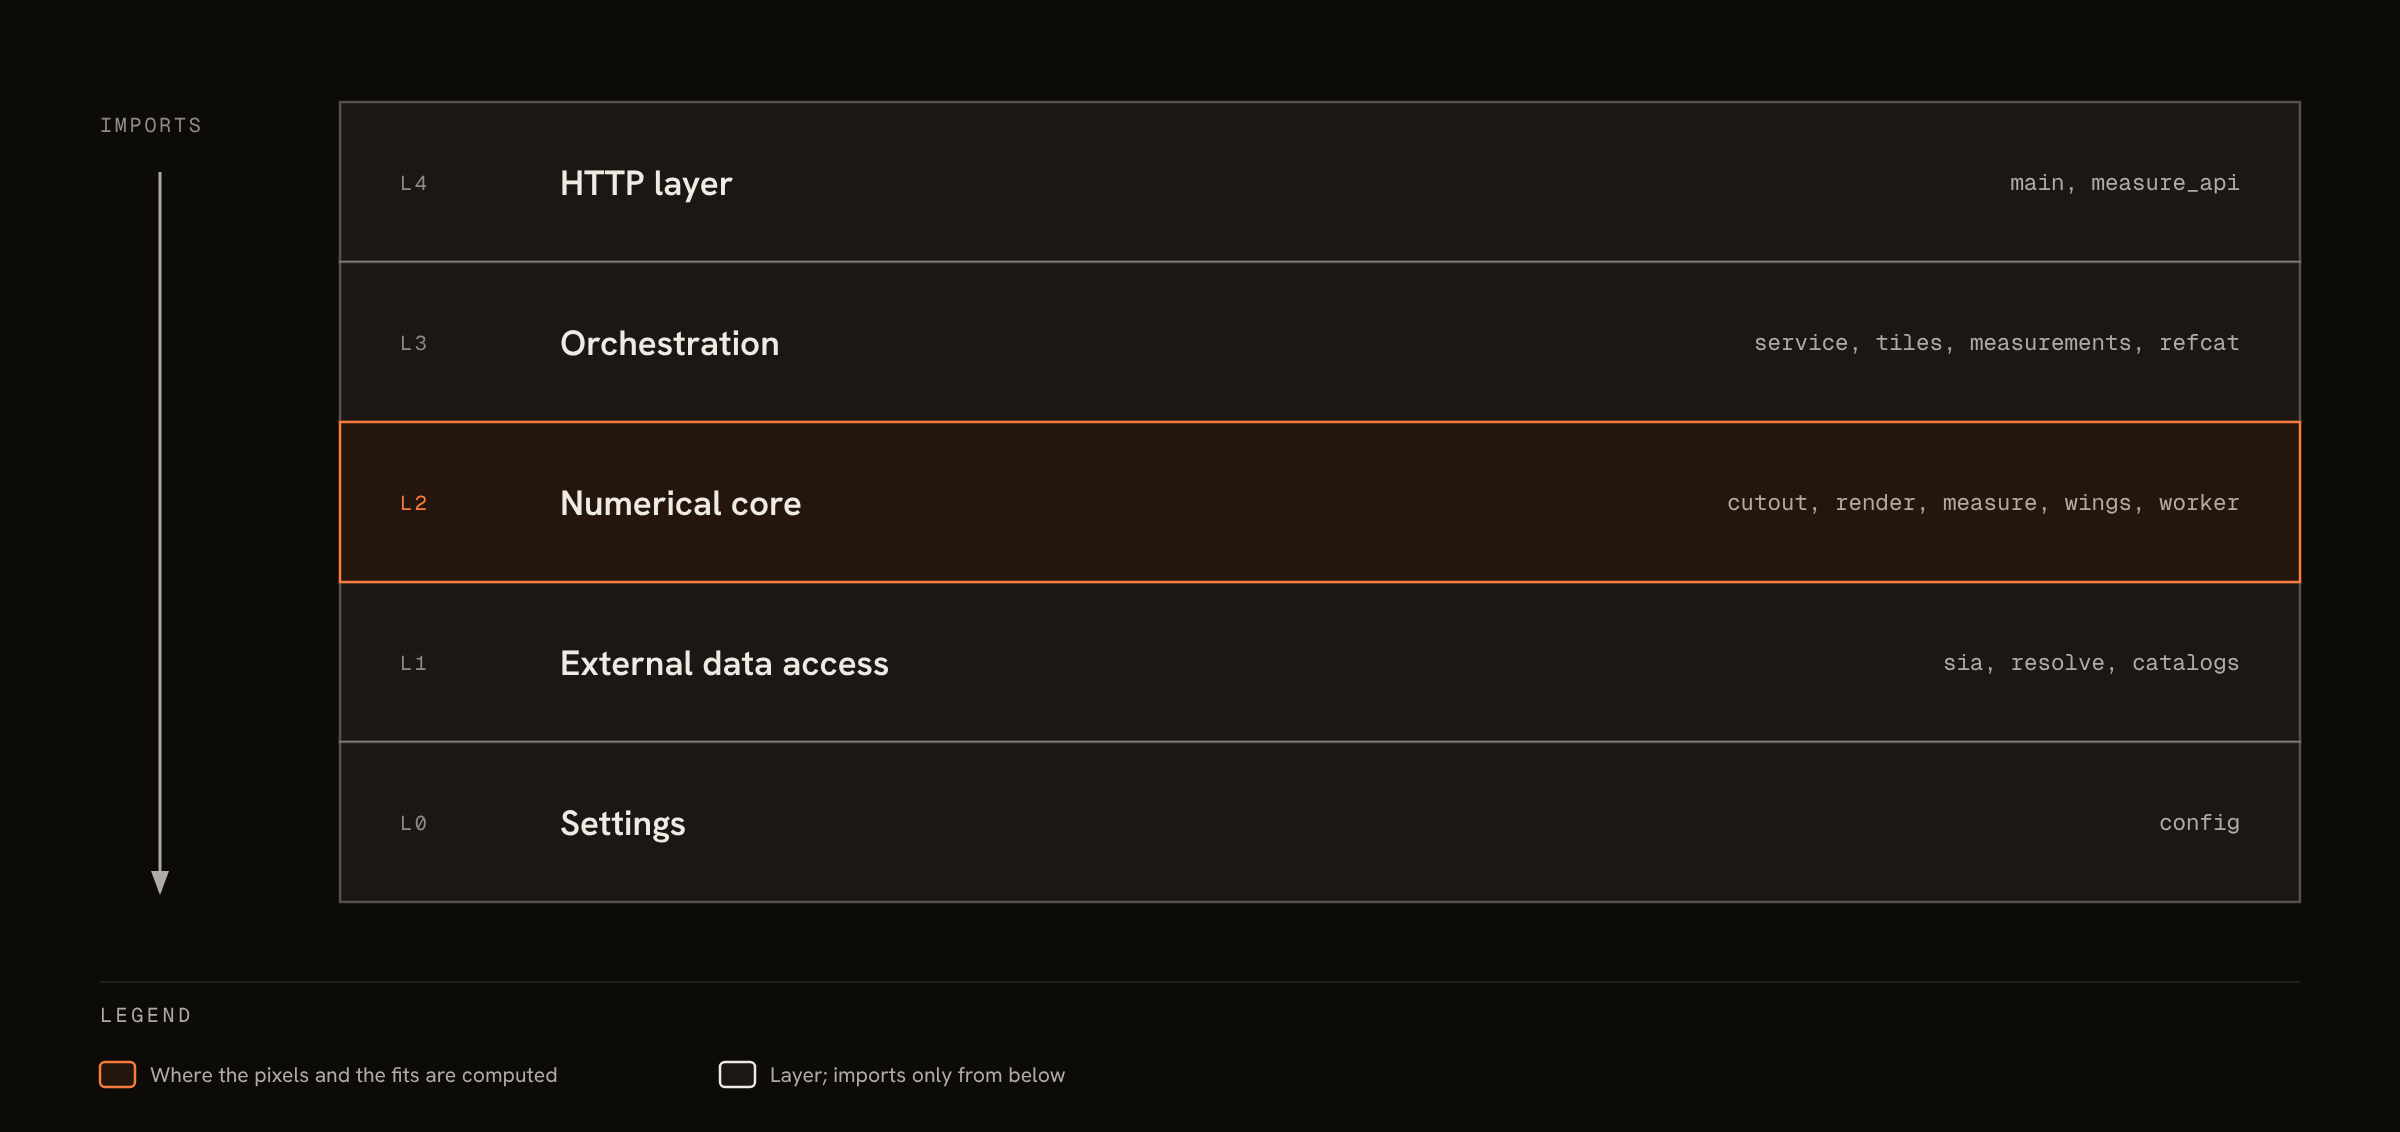 IMPORTS
L4 HTTP layer main, measure_api
L3 Orchestration service, tiles, measurements, refcat
L2 Numerical core cutout, render, measure, wings, worker
L1 External data access sia, resolve, catalogs
L0 Settings config
LEGEND
Where the pixels and the fits are computed Layer; imports only from below